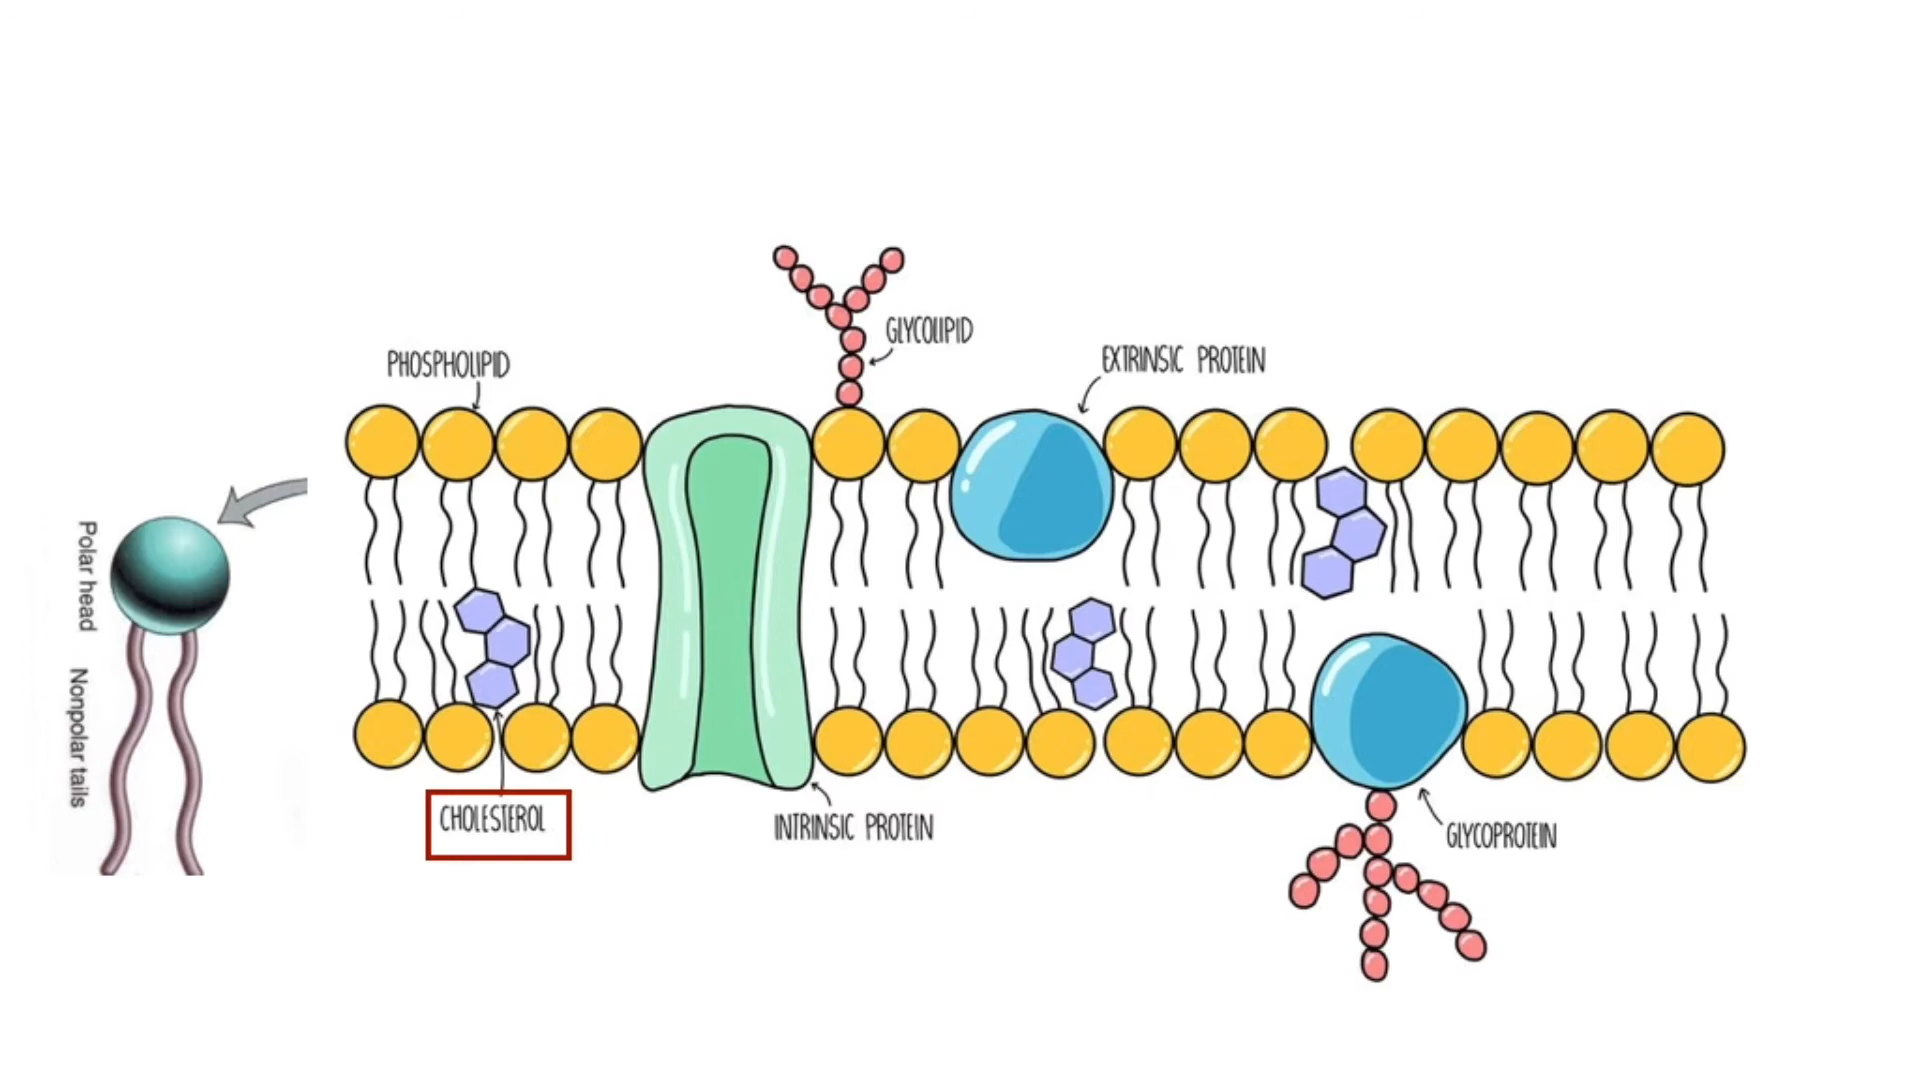 GLYCOLIPID
PHOSPHOLIPID
EXTRINSIC PROTEIN
Polar head
Nonpolar tails
CHOLESTEROL
INTRINSIC PROTEIN
GLYCOPROTEIN